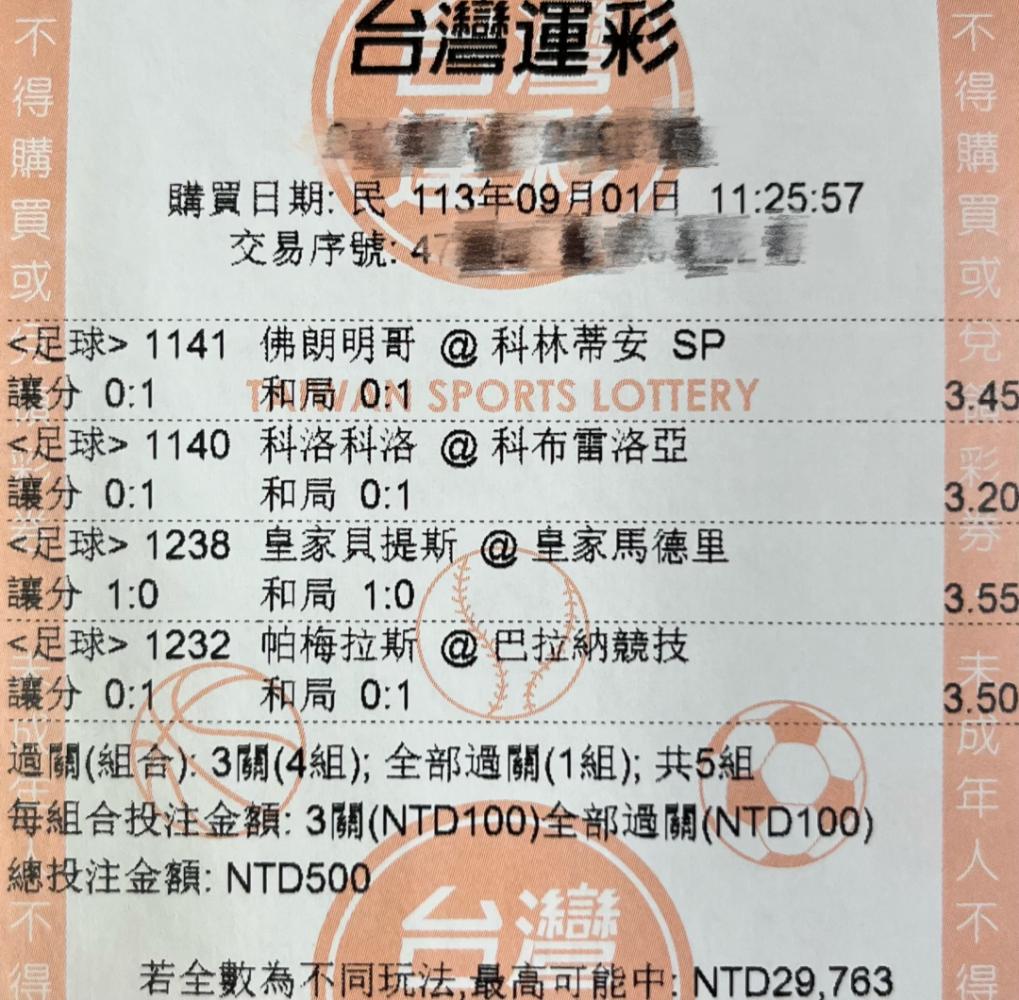 台灣運彩
購買日期: 民 113年09月01日 11:25:57
交易序號: 47
<足球> 1141 佛朗明哥 @ 科林蒂安 SP
讓分 0:1 和局 0:1 3.45
TAIWAN SPORTS LOTTERY
<足球> 1140 科洛科洛 @ 科布雷洛亞
讓分 0:1 和局 0:1 3.20
<足球> 1238 皇家貝提斯 @ 皇家馬德里
讓分 1:0 和局 1:0 3.55
<足球> 1232 帕梅拉斯 @ 巴拉納競技
讓分 0:1 和局 0:1 3.50
過關(組合): 3關(4組); 全部過關(1組); 共5組
每組合投注金額: 3關(NTD100)全部過關(NTD100)
總投注金額: NTD500
台灣
若全數為不同玩法,最高可能中: NTD29,763
不得購買或
未成年人不得
不得購買或兌
彩券
未成年人不得